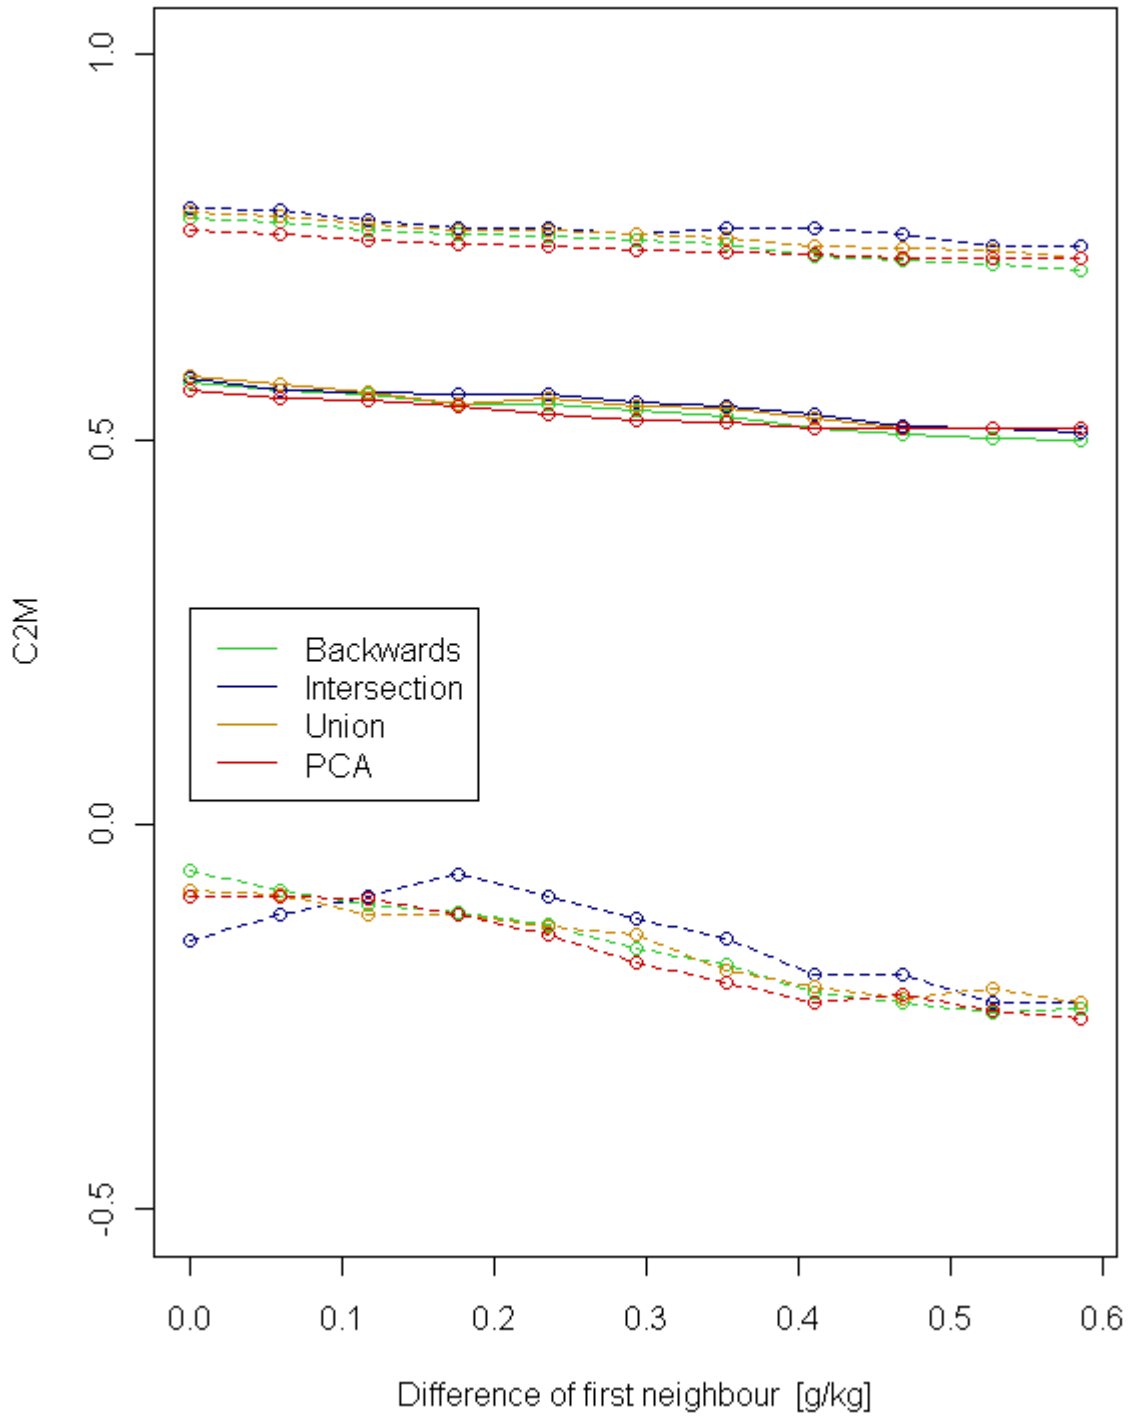 1.0
0.5
0.0
-0.5
C2M
Backwards
Intersection
Union
PCA
0.0 0.1 0.2 0.3 0.4 0.5 0.6
Difference of first neighbour [g/kg]